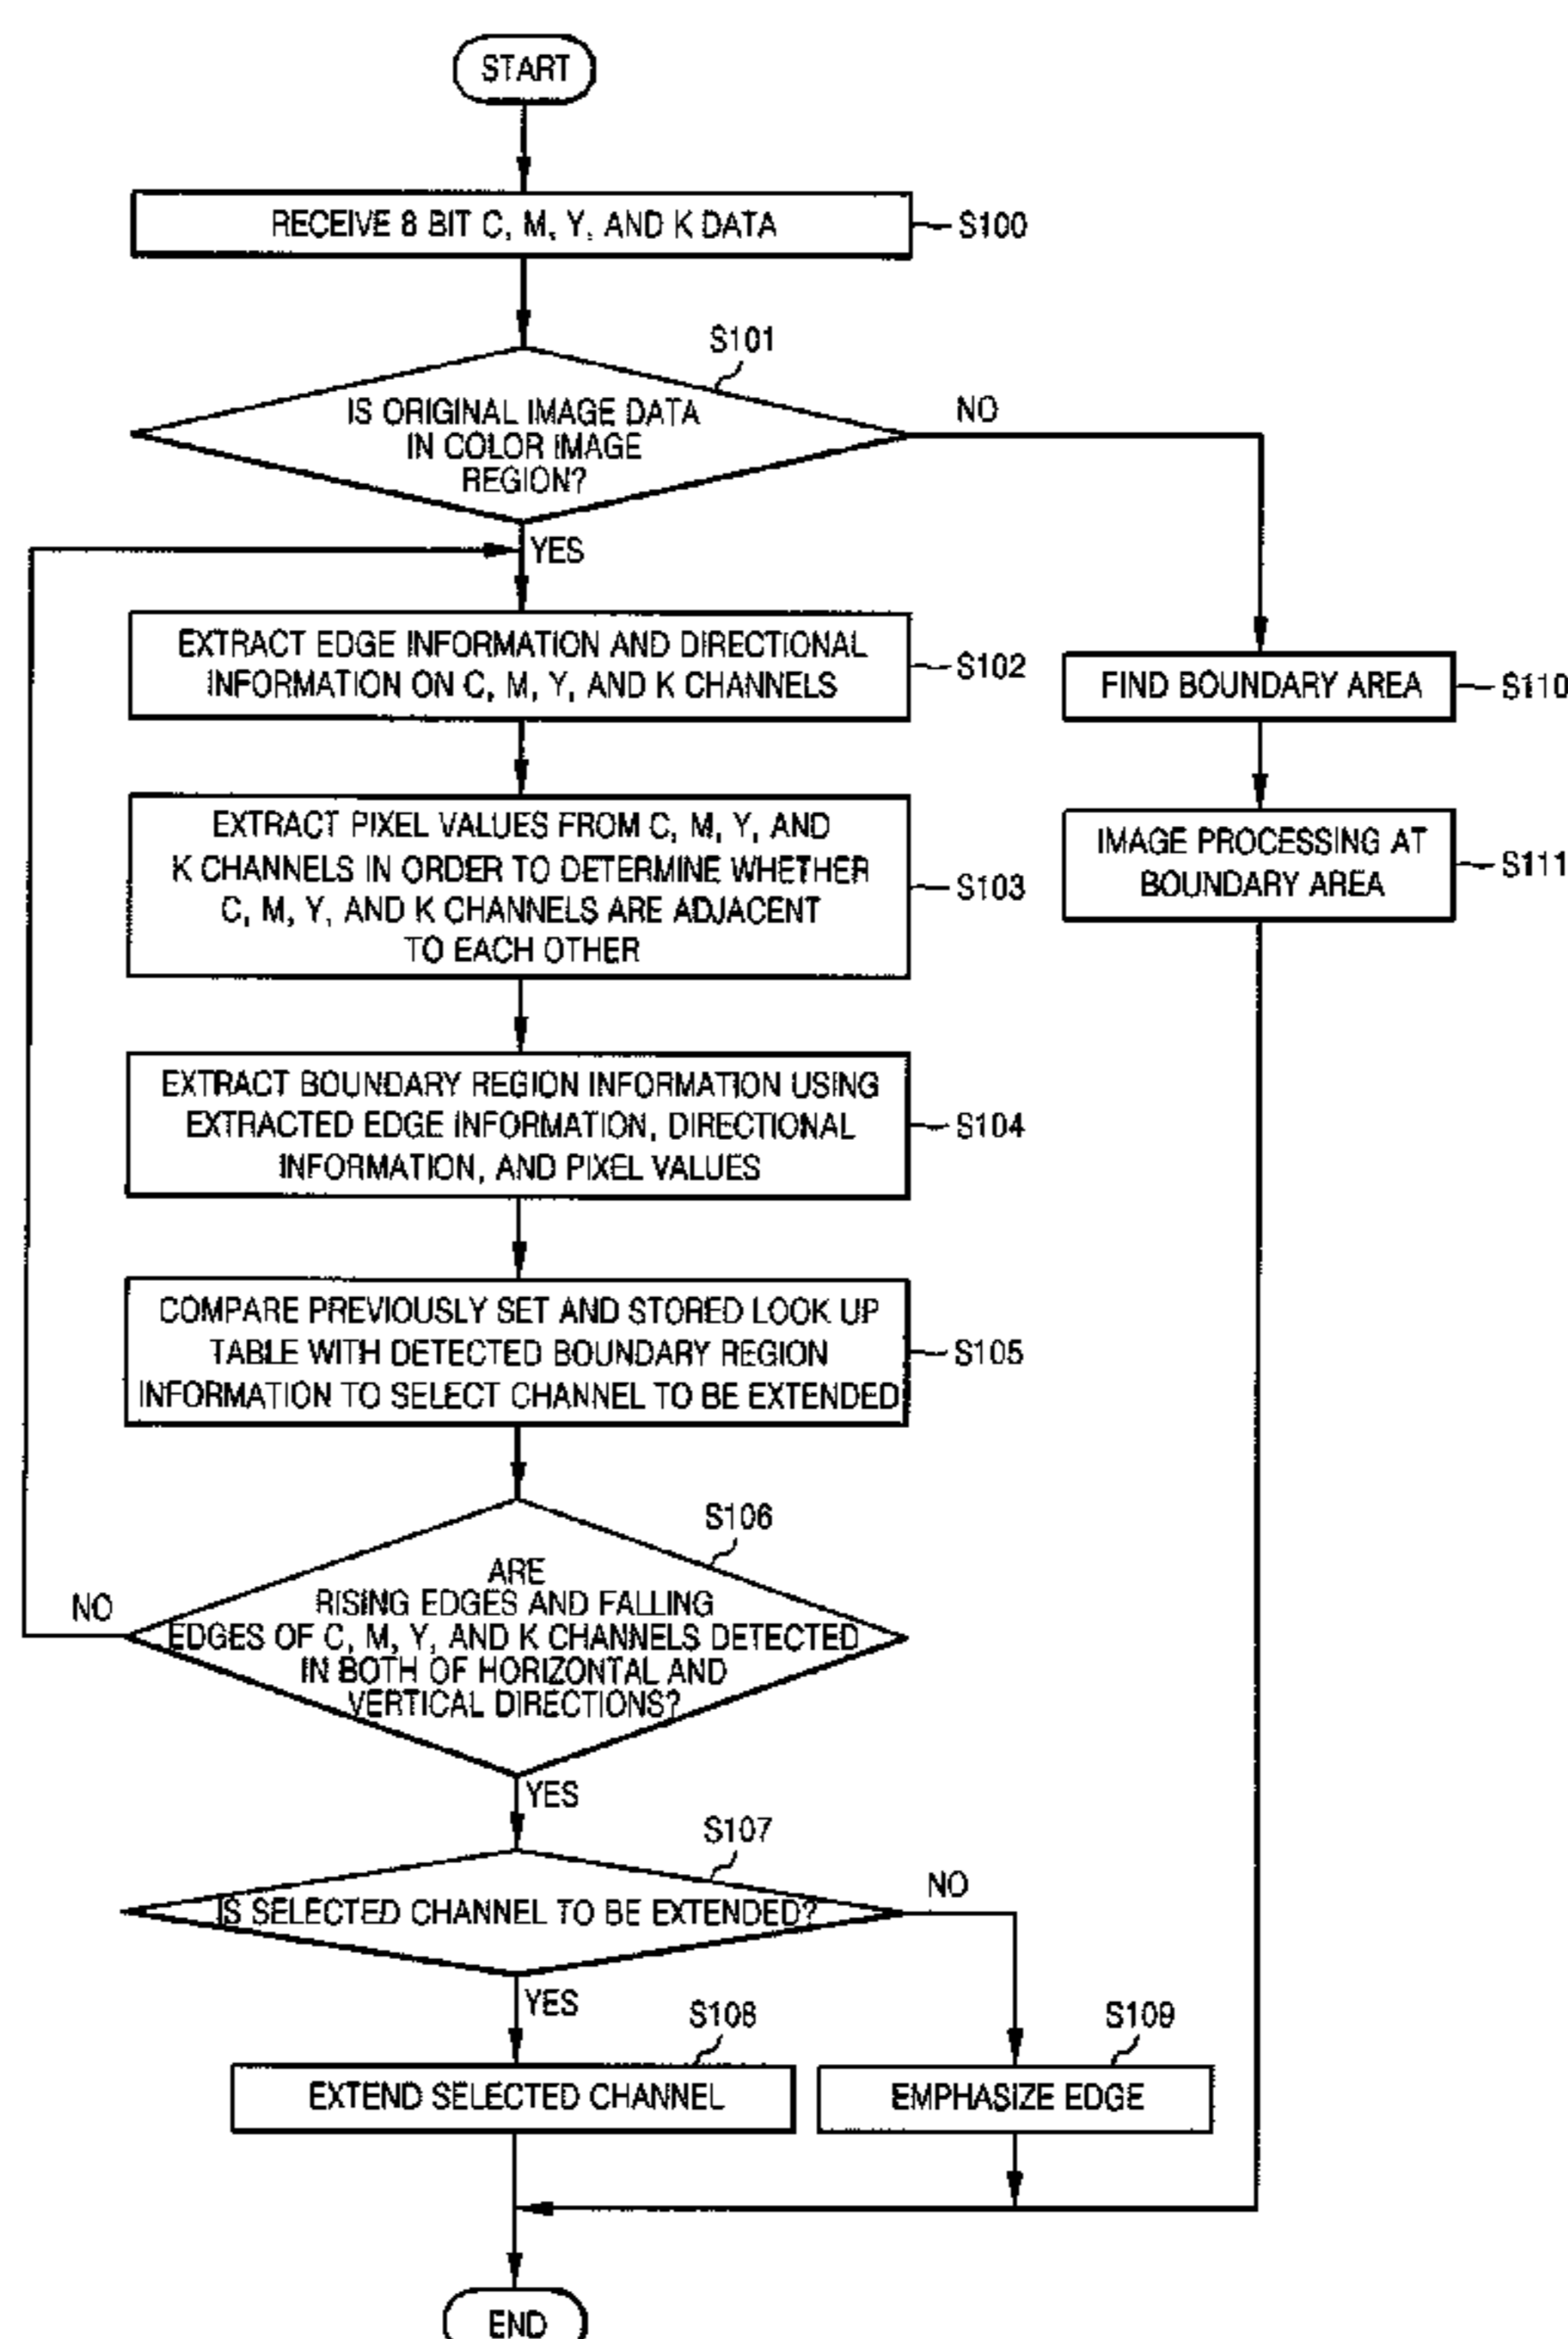 START
RECEIVE 8 BIT C, M, Y, AND K DATA
S100
S101
IS ORIGINAL IMAGE DATA
IN COLOR IMAGE
REGION?
NO
YES
EXTRACT EDGE INFORMATION AND DIRECTIONAL
INFORMATION ON C, M, Y, AND K CHANNELS
S102
FIND BOUNDARY AREA
S110
EXTRACT PIXEL VALUES FROM C, M, Y, AND
K CHANNELS IN ORDER TO DETERMINE WHETHER
C, M, Y, AND K CHANNELS ARE ADJACENT
TO EACH OTHER
S103
IMAGE PROCESSING AT
BOUNDARY AREA
S111
EXTRACT BOUNDARY REGION INFORMATION USING
EXTRACTED EDGE INFORMATION, DIRECTIONAL
INFORMATION, AND PIXEL VALUES
S104
COMPARE PREVIOUSLY SET AND STORED LOOK UP
TABLE WITH DETECTED BOUNDARY REGION
INFORMATION TO SELECT CHANNEL TO BE EXTENDED
S105
S106
ARE
RISING EDGES AND FALLING
EDGES OF C, M, Y, AND K CHANNELS DETECTED
IN BOTH OF HORIZONTAL AND
VERTICAL DIRECTIONS?
NO
YES
S107
IS SELECTED CHANNEL TO BE EXTENDED?
NO
YES
S108
EXTEND SELECTED CHANNEL
S109
EMPHASIZE EDGE
END